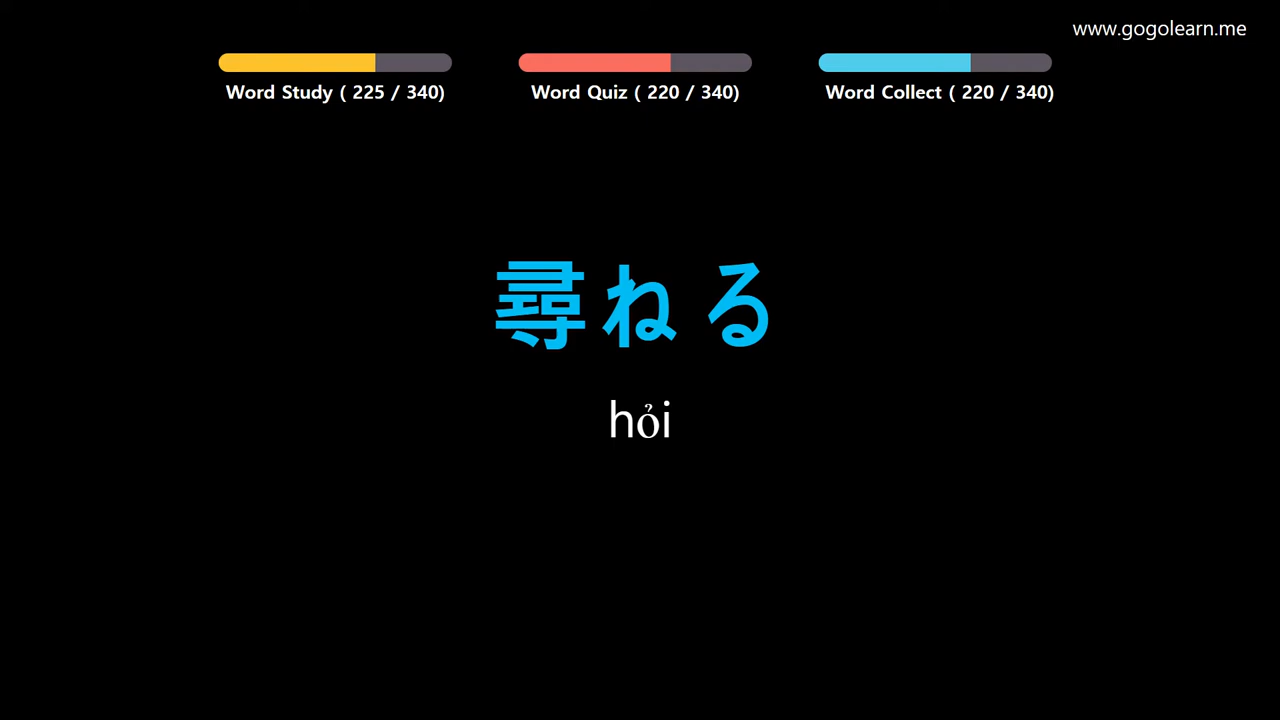 www.gogolearn.me
Word Study ( 225 / 340)
Word Quiz ( 220 / 340)
Word Collect ( 220 / 340)
尋ねる
hỏi